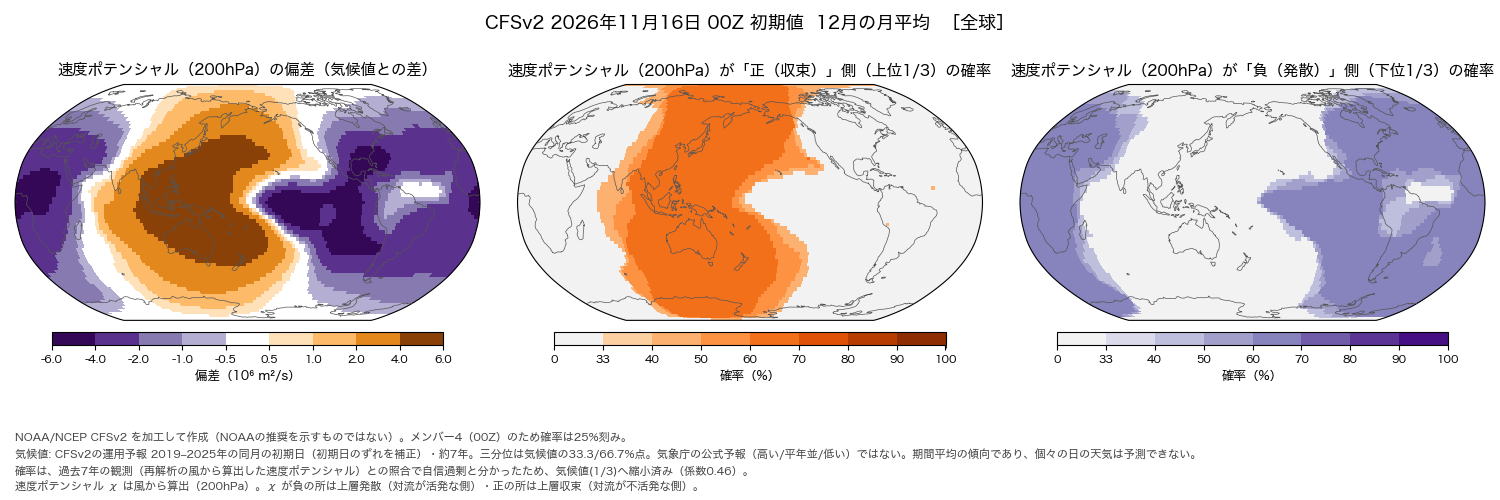 CFSv2 2026年11月16日 00Z 初期値  12月の月平均  ［全球］
速度ポテンシャル（200hPa）の偏差（気候値との差）
速度ポテンシャル（200hPa）が「正（収束）」側（上位1/3）の確率
速度ポテンシャル（200hPa）が「負（発散）」側（下位1/3）の確率
-6.0 -4.0 -2.0 -1.0 -0.5 0.5 1.0 2.0 4.0 6.0
偏差（10⁶ m²/s）
0 33 40 50 60 70 80 90 100
確率（%）
0 33 40 50 60 70 80 90 100
確率（%）
NOAA/NCEP CFSv2 を加工して作成（NOAAの推奨を示すものではない）。メンバー4（00Z）のため確率は25%刻み。
気候値: CFSv2の運用予報 2019–2025年の同月の初期日（初期日のずれを補正）・約7年。三分位は気候値の33.3/66.7%点。気象庁の公式予報（高い/平年並/低い）ではない。期間平均の傾向であり、個々の日の天気は予測できない。
確率は、過去7年の観測（再解析の風から算出した速度ポテンシャル）との照合で自信過剰と分かったため、気候値(1/3)へ縮小済み（係数0.46）。
速度ポテンシャル χ は風から算出（200hPa）。χ が負の所は上層発散（対流が活発な側）・正の所は上層収束（対流が不活発な側）。